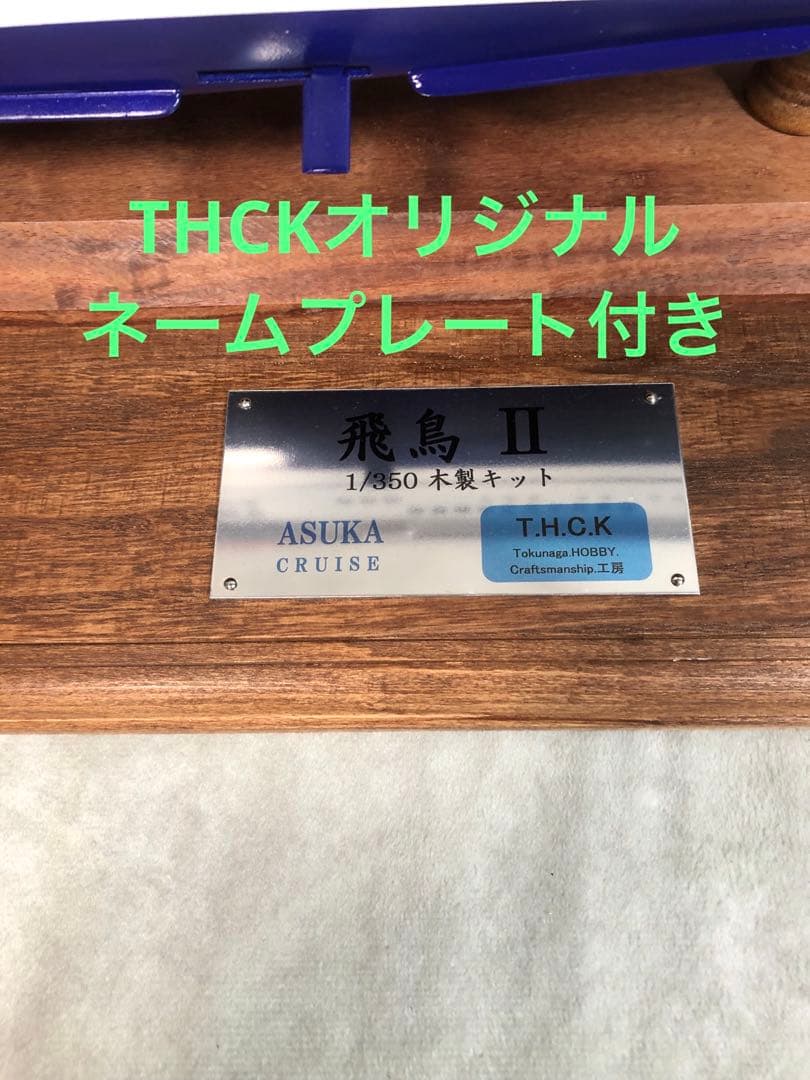 THCKオリジナル
ネームプレート付き
飛鳥 II
1/350 木製キット
ASUKA
CRUISE
T.H.C.K
Tokunaga.HOBBY.
Craftsmanship.工房